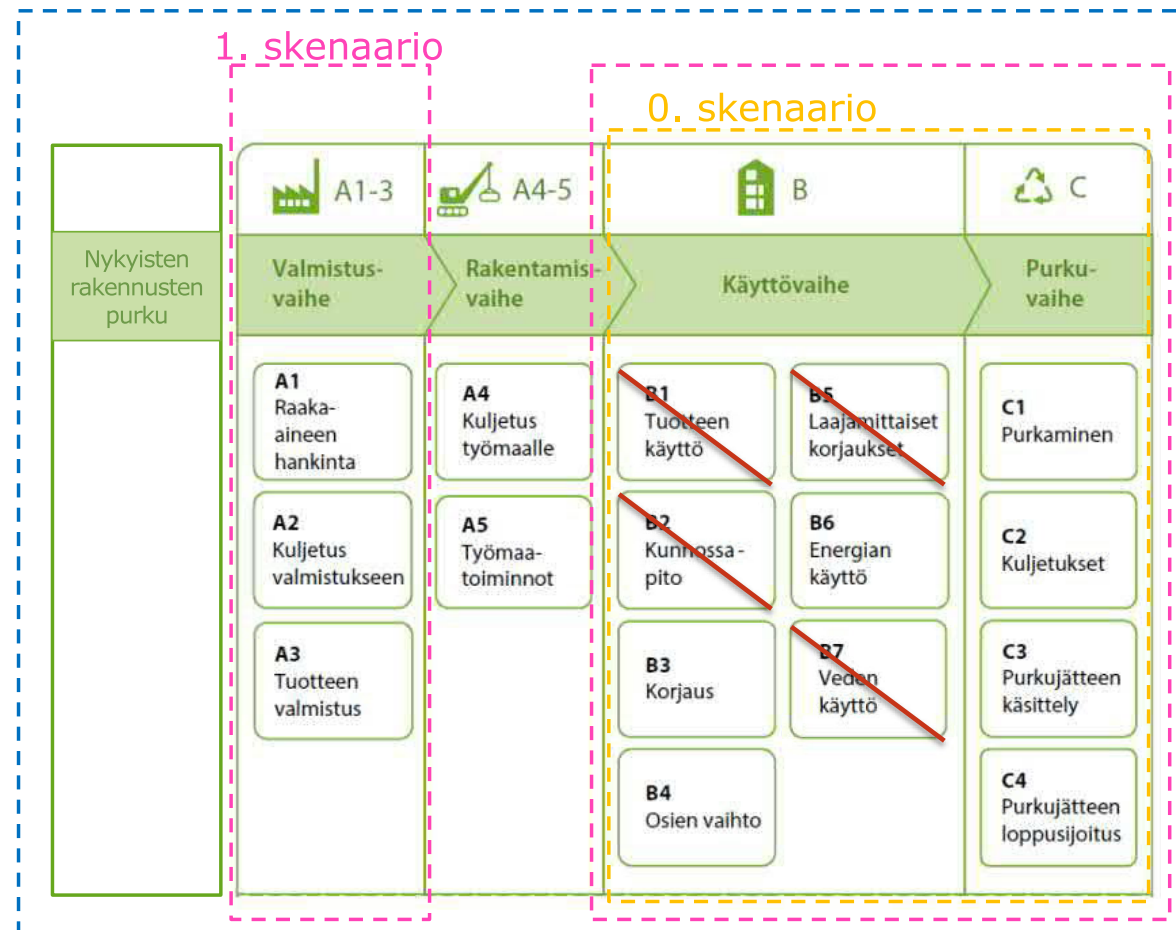 1. skenaario
0. skenaario
A1-3
A4-5
B
C
Nykyisten
rakennusten
purku
Valmistus-
vaihe
Rakentamis-
vaihe
Käyttövaihe
Purku-
vaihe
A1
Raaka-
aineen
hankinta
A2
Kuljetus
valmistukseen
A3
Tuotteen
valmistus
A4
Kuljetus
työmaalle
A5
Työmaa-
toiminnot
B1
Tuotteen
käyttö
B2
Kunnossa-
pito
B3
Korjaus
B4
Osien vaihto
B5
Laajamittaiset
korjaukset
B6
Energian
käyttö
B7
Veden
käyttö
C1
Purkaminen
C2
Kuljetukset
C3
Purkujätteen
käsittely
C4
Purkujätteen
loppusijoitus